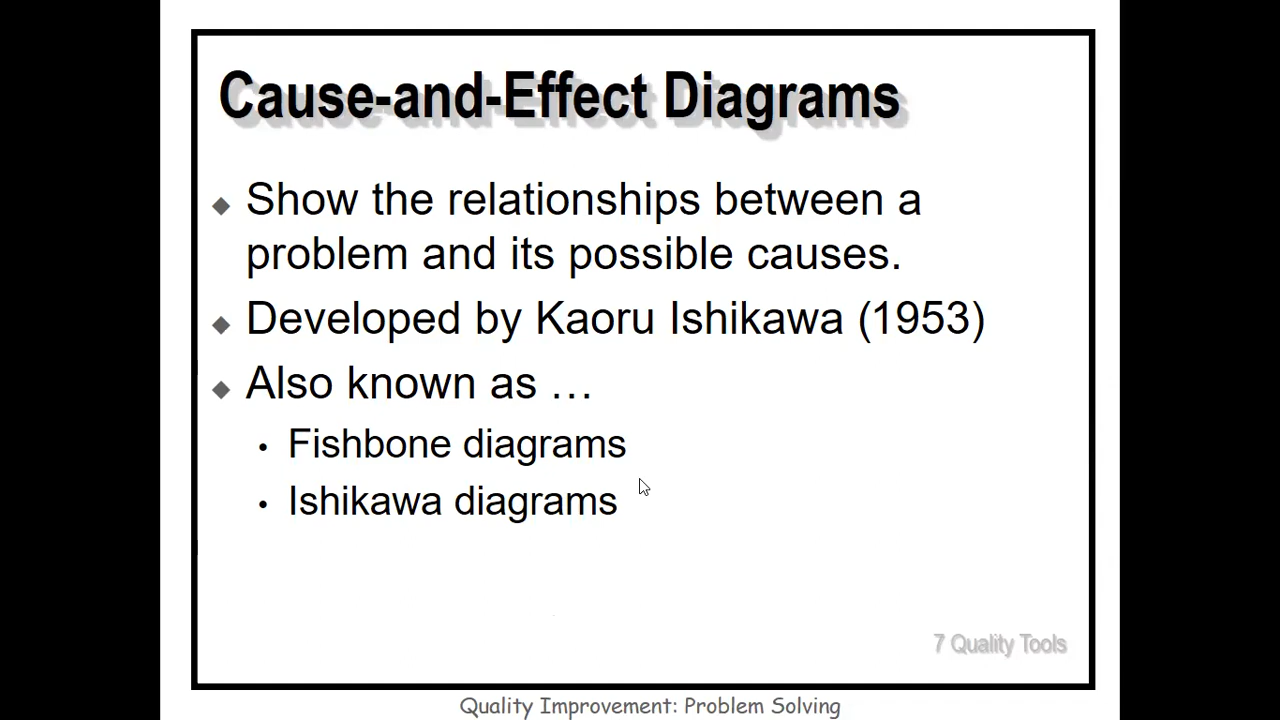 Cause-and-Effect Diagrams
Show the relationships between a
problem and its possible causes.
Developed by Kaoru Ishikawa (1953)
Also known as …
Fishbone diagrams
Ishikawa diagrams
7 Quality Tools
Quality Improvement: Problem Solving